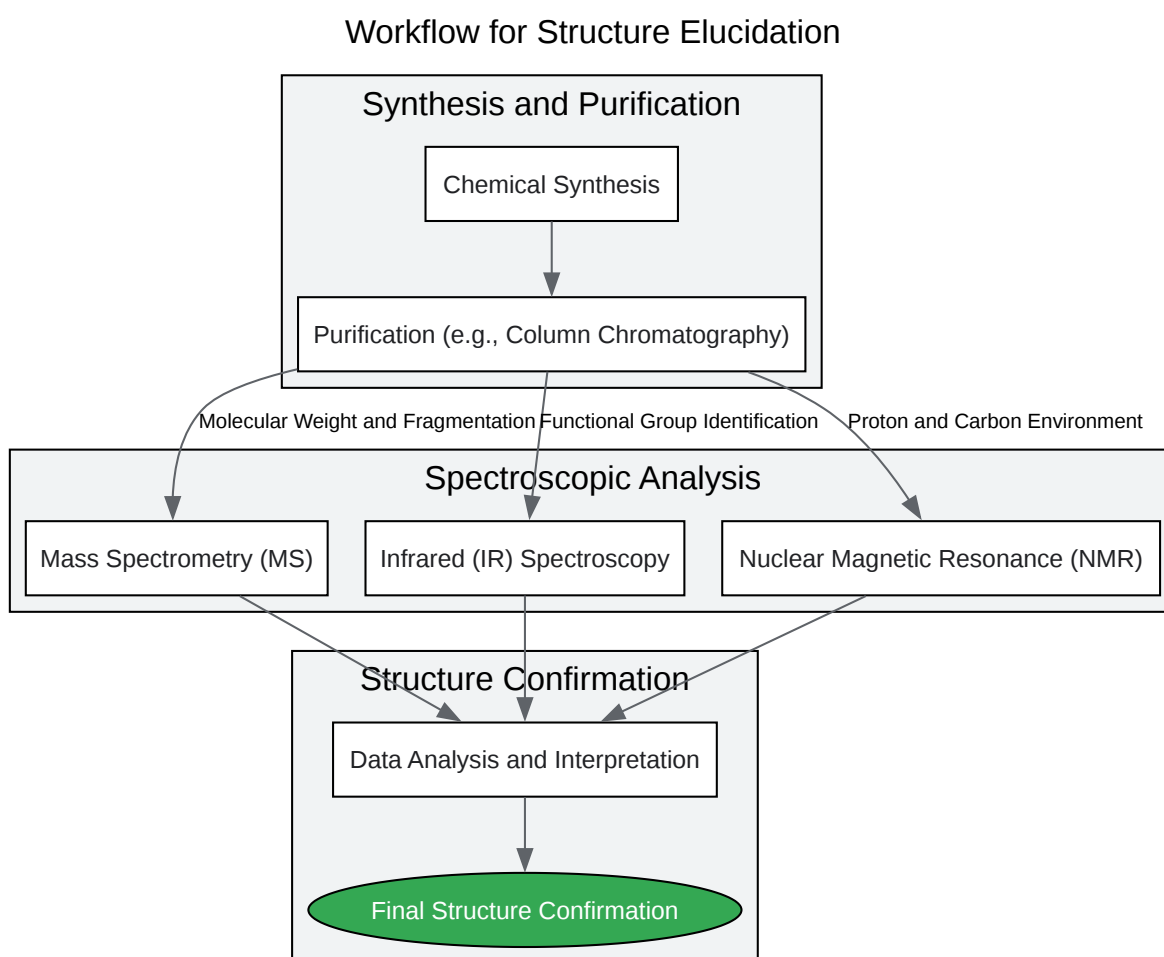 Workflow for Structure Elucidation
Synthesis and Purification
Chemical Synthesis
Purification (e.g., Column Chromatography)
Molecular Weight and Fragmentation
Functional Group Identification
Proton and Carbon Environment
Spectroscopic Analysis
Mass Spectrometry (MS)
Infrared (IR) Spectroscopy
Nuclear Magnetic Resonance (NMR)
Structure Confirmation
Data Analysis and Interpretation
Final Structure Confirmation